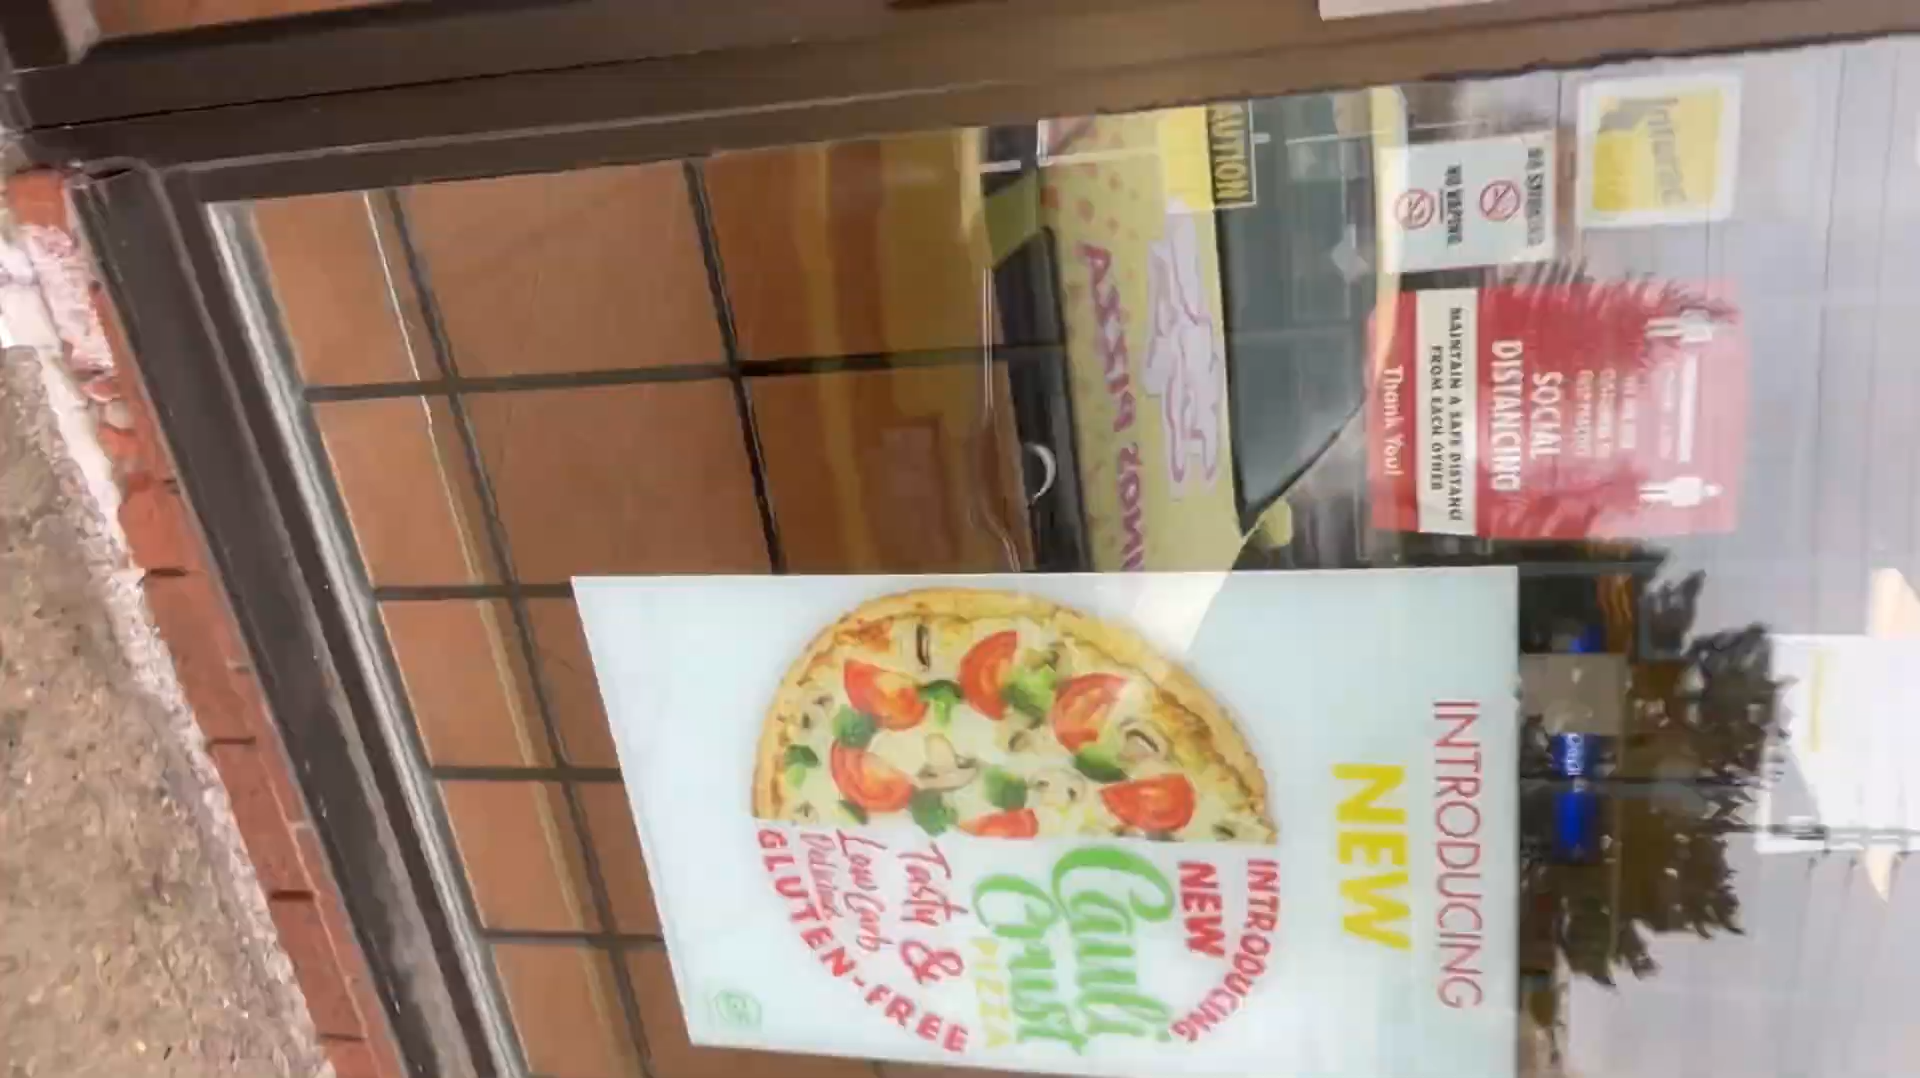 NO SMOKING
NO VAPING
SOCIAL
DISTANCING
MAINTAIN A SAFE DISTANCE
FROM EACH OTHER
Thank You!
CAUTION
PIZZA
INTRODUCING
NEW
INTRODUCING
NEW
Cauli
Crust
PIZZA
Tasty &
Low Carb
Delicious
GLUTEN-FREE